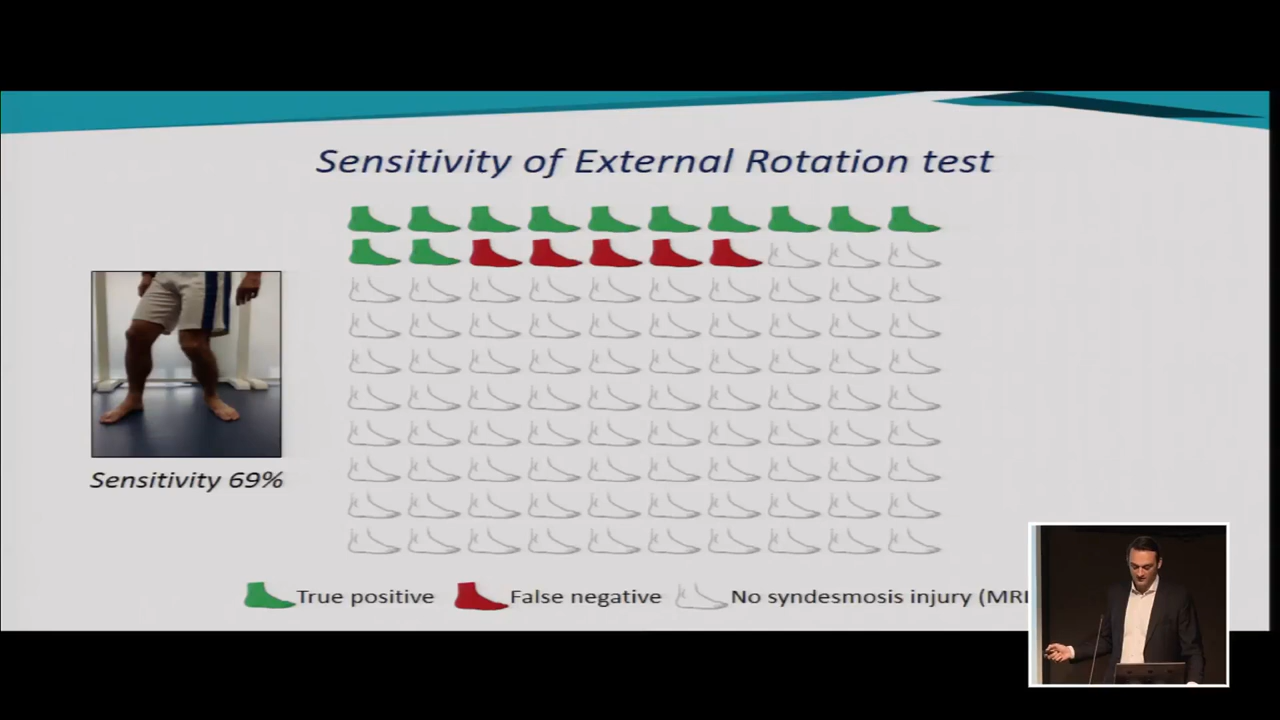 Sensitivity of External Rotation test
Sensitivity 69%
True positive
False negative
No syndesmosis injury (MRI